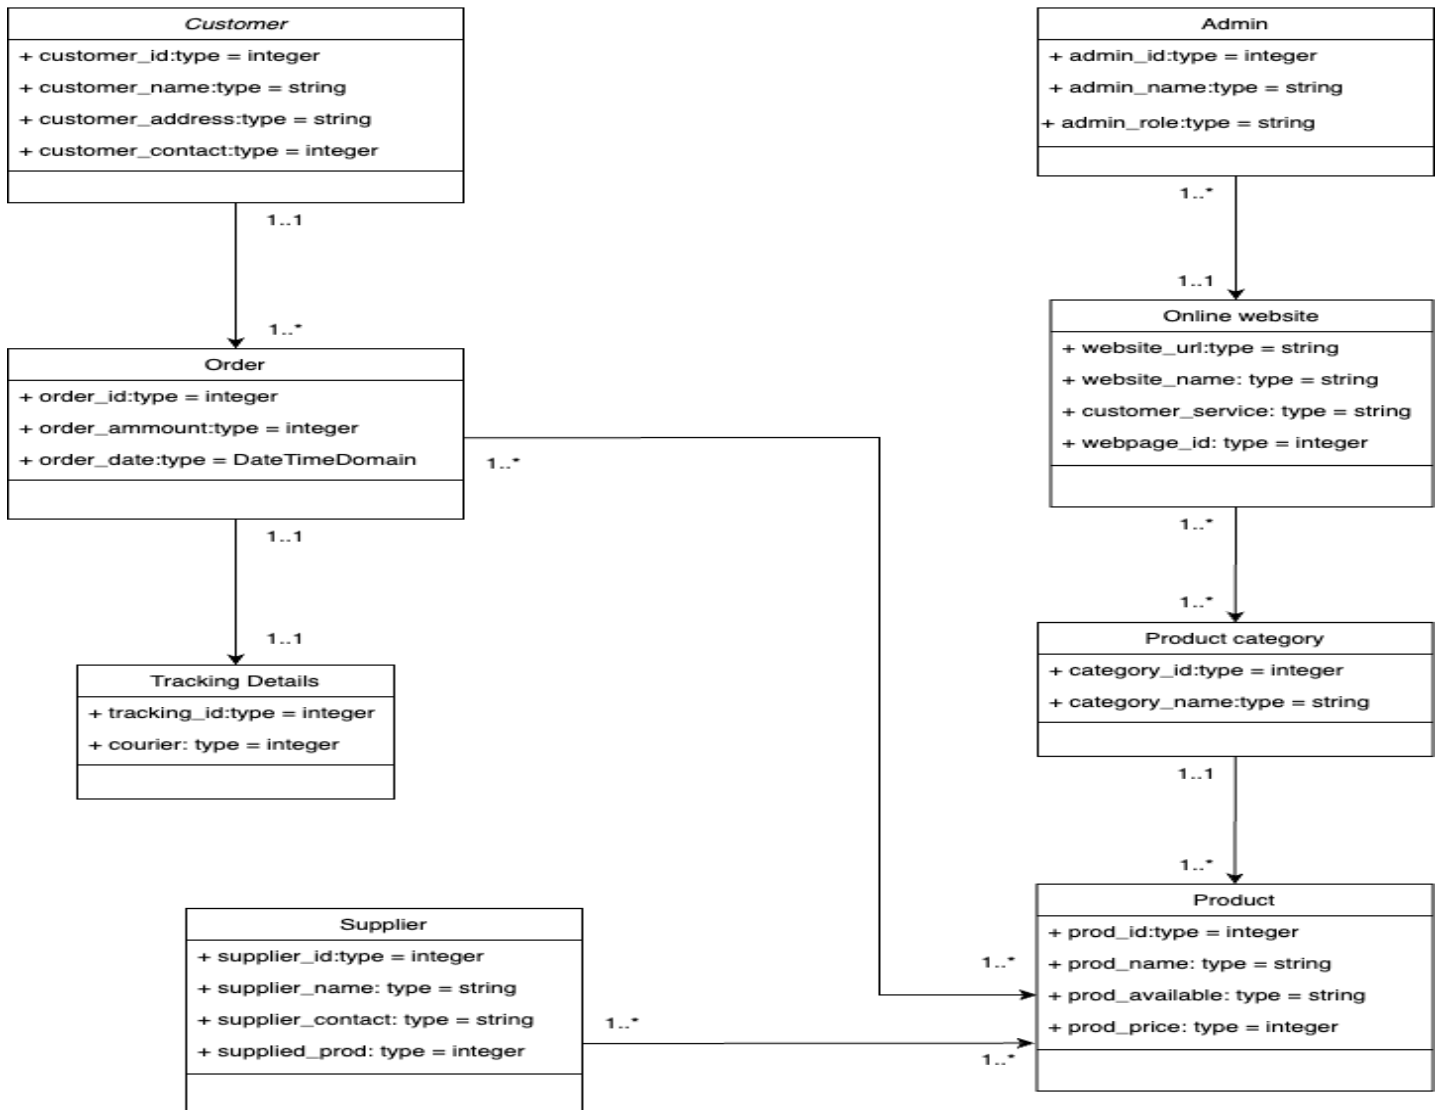 Customer
+ customer_id:type = integer
+ customer_name:type = string
+ customer_address:type = string
+ customer_contact:type = integer
1..1
1..*
Order
+ order_id:type = integer
+ order_ammount:type = integer
+ order_date:type = DateTimeDomain
1..*
1..1
1..1
Tracking Details
+ tracking_id:type = integer
+ courier: type = integer
Supplier
+ supplier_id:type = integer
+ supplier_name: type = string
+ supplier_contact: type = string
+ supplied_prod: type = integer
1..*
1..*
1..*
Admin
+ admin_id:type = integer
+ admin_name:type = string
+ admin_role:type = string
1..*
1..1
Online website
+ website_url:type = string
+ website_name: type = string
+ customer_service: type = string
+ webpage_id: type = integer
1..*
1..*
Product category
+ category_id:type = integer
+ category_name:type = string
1..1
1..*
Product
+ prod_id:type = integer
+ prod_name: type = string
+ prod_available: type = string
+ prod_price: type = integer